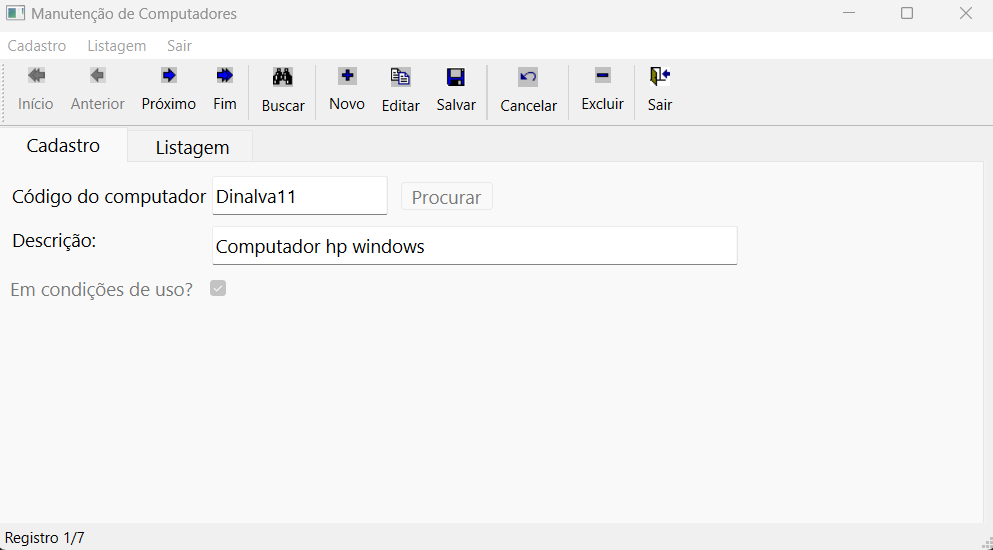 Manutenção de Computadores
Cadastro Listagem Sair
Início Anterior Próximo Fim Buscar Novo Editar Salvar Cancelar Excluir Sair
Cadastro Listagem
Código do computador Dinalva11 Procurar
Descrição: Computador hp windows
Em condições de uso?
Registro 1/7